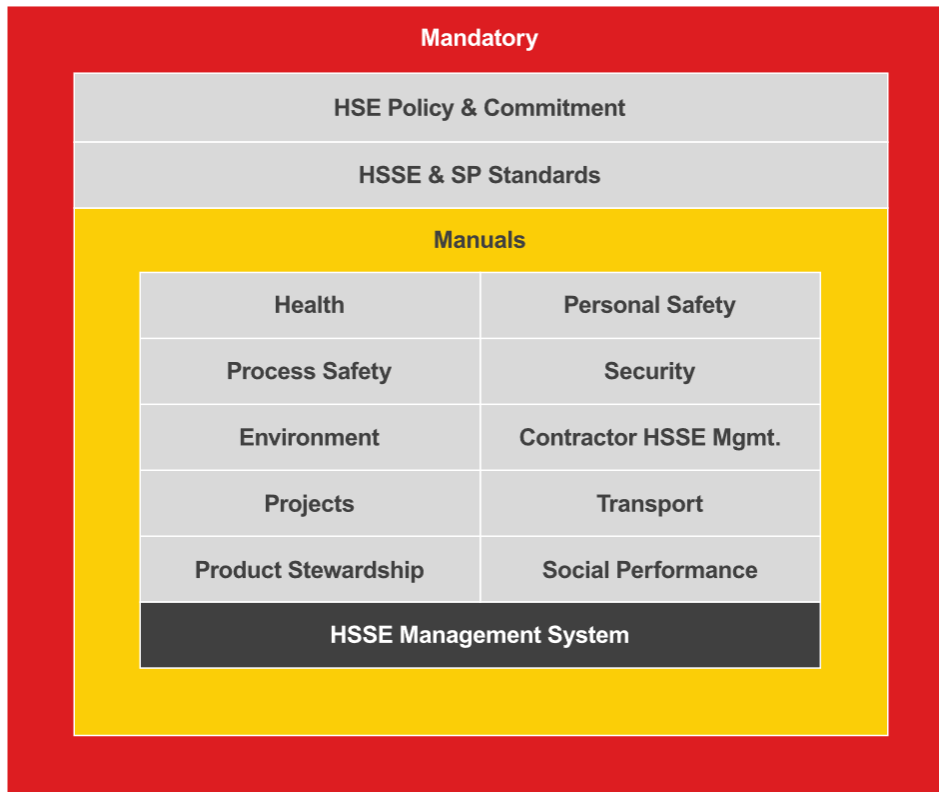 Mandatory
HSE Policy & Commitment
HSSE & SP Standards
Manuals
Health
Personal Safety
Process Safety
Security
Environment
Contractor HSSE Mgmt.
Projects
Transport
Product Stewardship
Social Performance
HSSE Management System